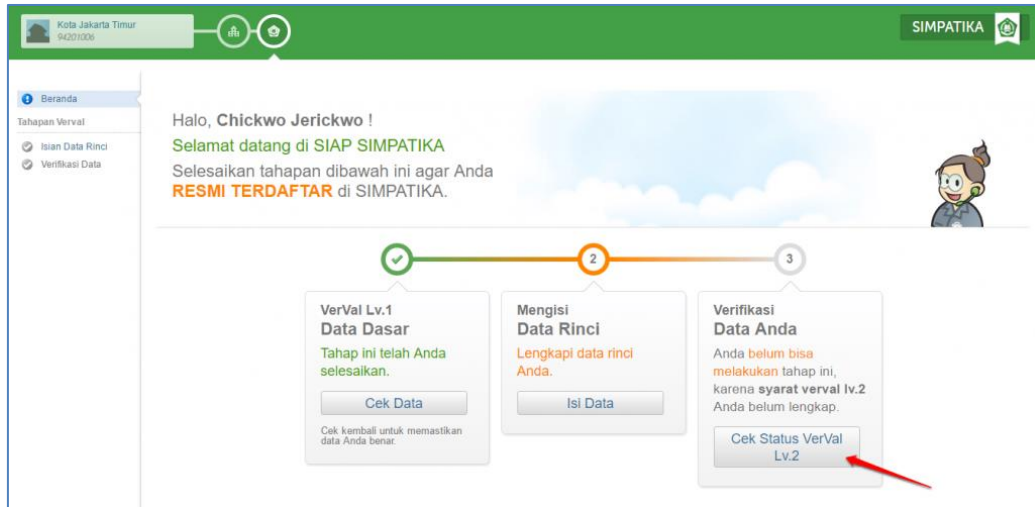 Kota Jakarta Timur
94201006
SIMPATIKA
Beranda
Tahapan Verval
Isian Data Rinci
Verifikasi Data
Halo, Chickwo Jerickwo !
Selamat datang di SIAP SIMPATIKA
Selesaikan tahapan dibawah ini agar Anda
RESMI TERDAFTAR di SIMPATIKA.
2
3
VerVal Lv.1
Data Dasar
Tahap ini telah Anda
selesaikan.
Cek Data
Cek kembali untuk memastikan
data Anda benar.
Mengisi
Data Rinci
Lengkapi data rinci
Anda.
Isi Data
Verifikasi
Data Anda
Anda belum bisa
melakukan tahap ini,
karena syarat verval lv.2
Anda belum lengkap.
Cek Status VerVal
Lv.2